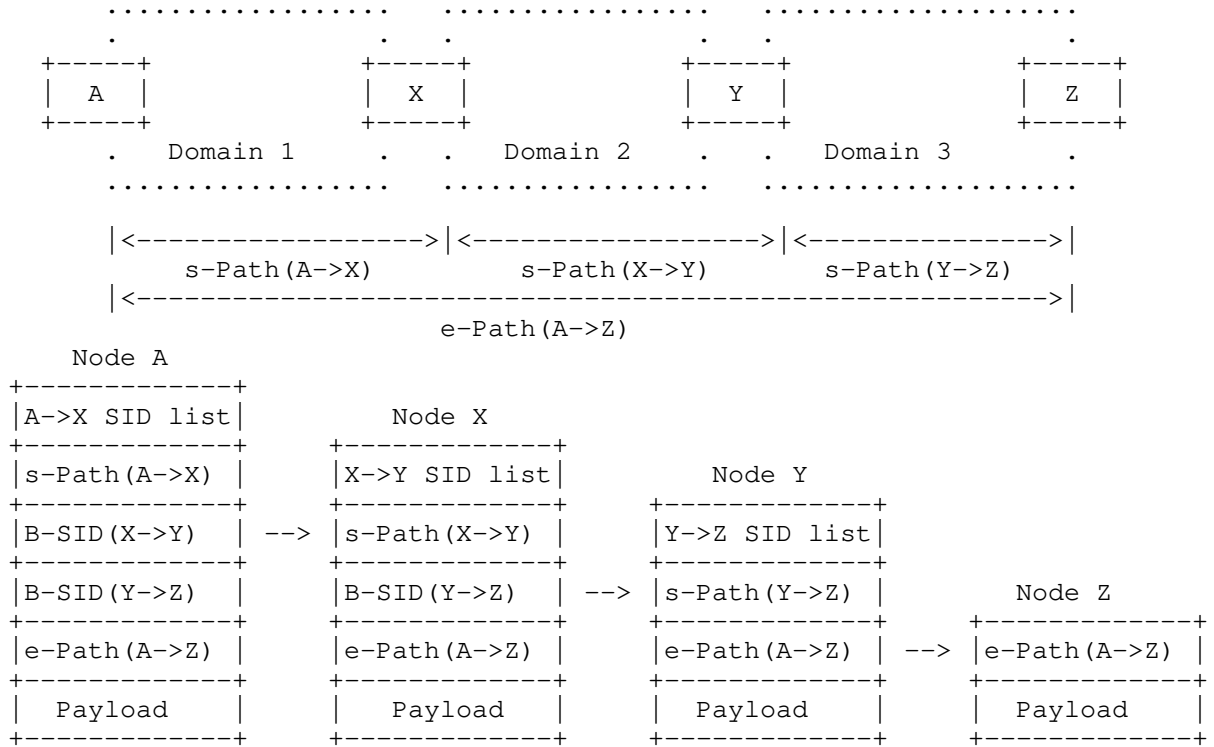 A X Y Z
Domain 1 Domain 2 Domain 3
s-Path(A->X) s-Path(X->Y) s-Path(Y->Z)
e-Path(A->Z)
Node A
A->X SID list Node X
s-Path(A->X) X->Y SID list Node Y
B-SID(X->Y) --> s-Path(X->Y) Y->Z SID list
B-SID(Y->Z) B-SID(Y->Z) --> s-Path(Y->Z) Node Z
e-Path(A->Z) e-Path(A->Z) e-Path(A->Z) --> e-Path(A->Z)
Payload Payload Payload Payload